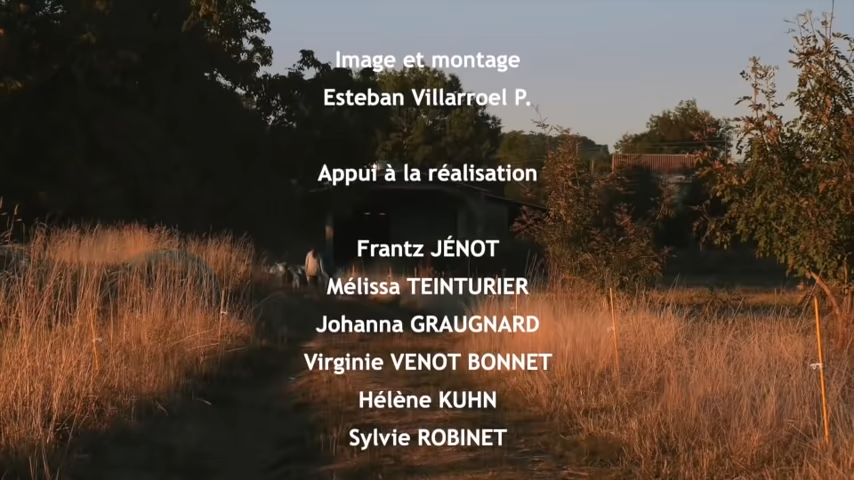 Image et montage
Esteban Villarroel P.
Appui à la réalisation
Frantz JÉNOT
Mélissa TEINTURIER
Johanna GRAUGNARD
Virginie VENOT BONNET
Hélène KUHN
Sylvie ROBINET